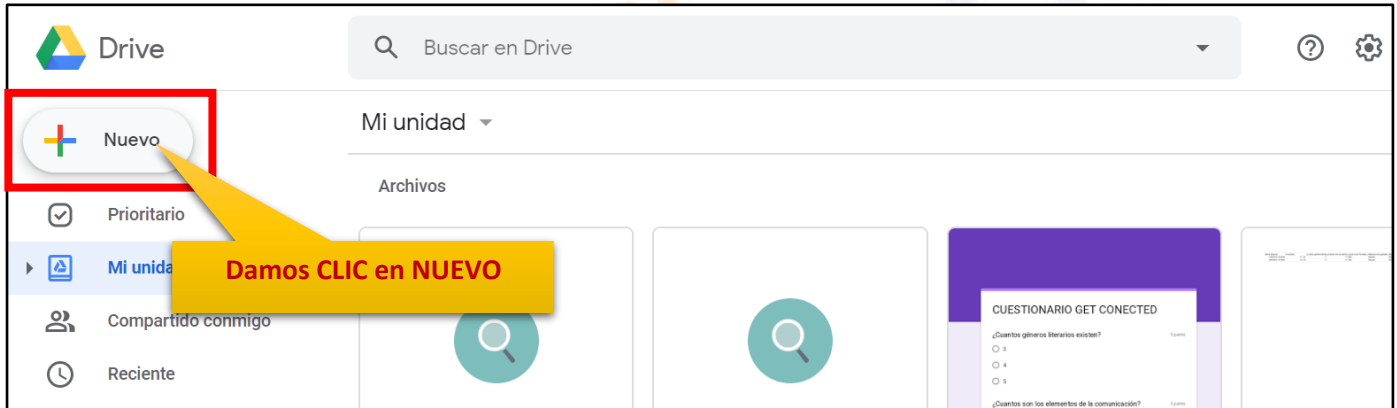 Drive
Buscar en Drive
Nuevo
Mi unidad
Archivos
Prioritario
Mi unida
Damos CLIC en NUEVO
Compartido conmigo
Reciente
CUESTIONARIO GET CONECTED
¿Cuantos géneros literarios existen?
3
4
5
¿Cuantos son los elementos de la comunicación?